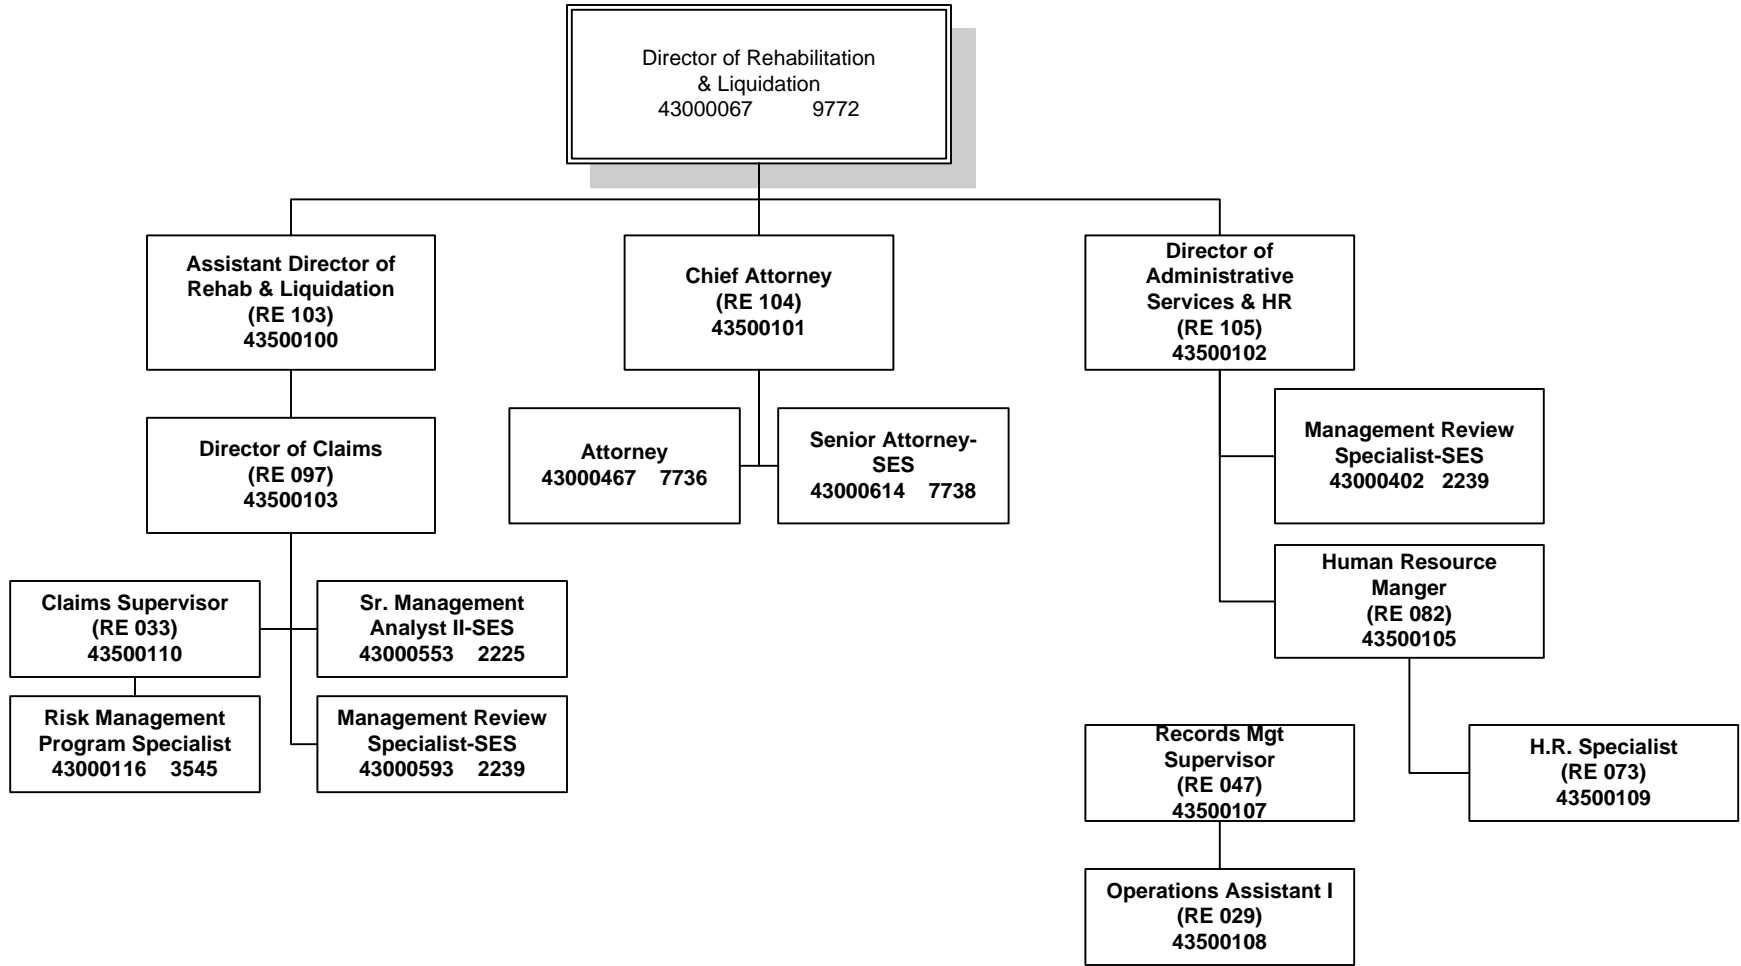 Director of Rehabilitation
& Liquidation
43000067 9772
Assistant Director of
Rehab & Liquidation
(RE 103)
43500100
Chief Attorney
(RE 104)
43500101
Director of
Administrative
Services & HR
(RE 105)
43500102
Director of Claims
(RE 097)
43500103
Attorney
43000467 7736
Senior Attorney-
SES
43000614 7738
Management Review
Specialist-SES
43000402 2239
Human Resource
Manger
(RE 082)
43500105
Claims Supervisor
(RE 033)
43500110
Sr. Management
Analyst II-SES
43000553 2225
Risk Management
Program Specialist
43000116 3545
Management Review
Specialist-SES
43000593 2239
Records Mgt
Supervisor
(RE 047)
43500107
H.R. Specialist
(RE 073)
43500109
Operations Assistant I
(RE 029)
43500108